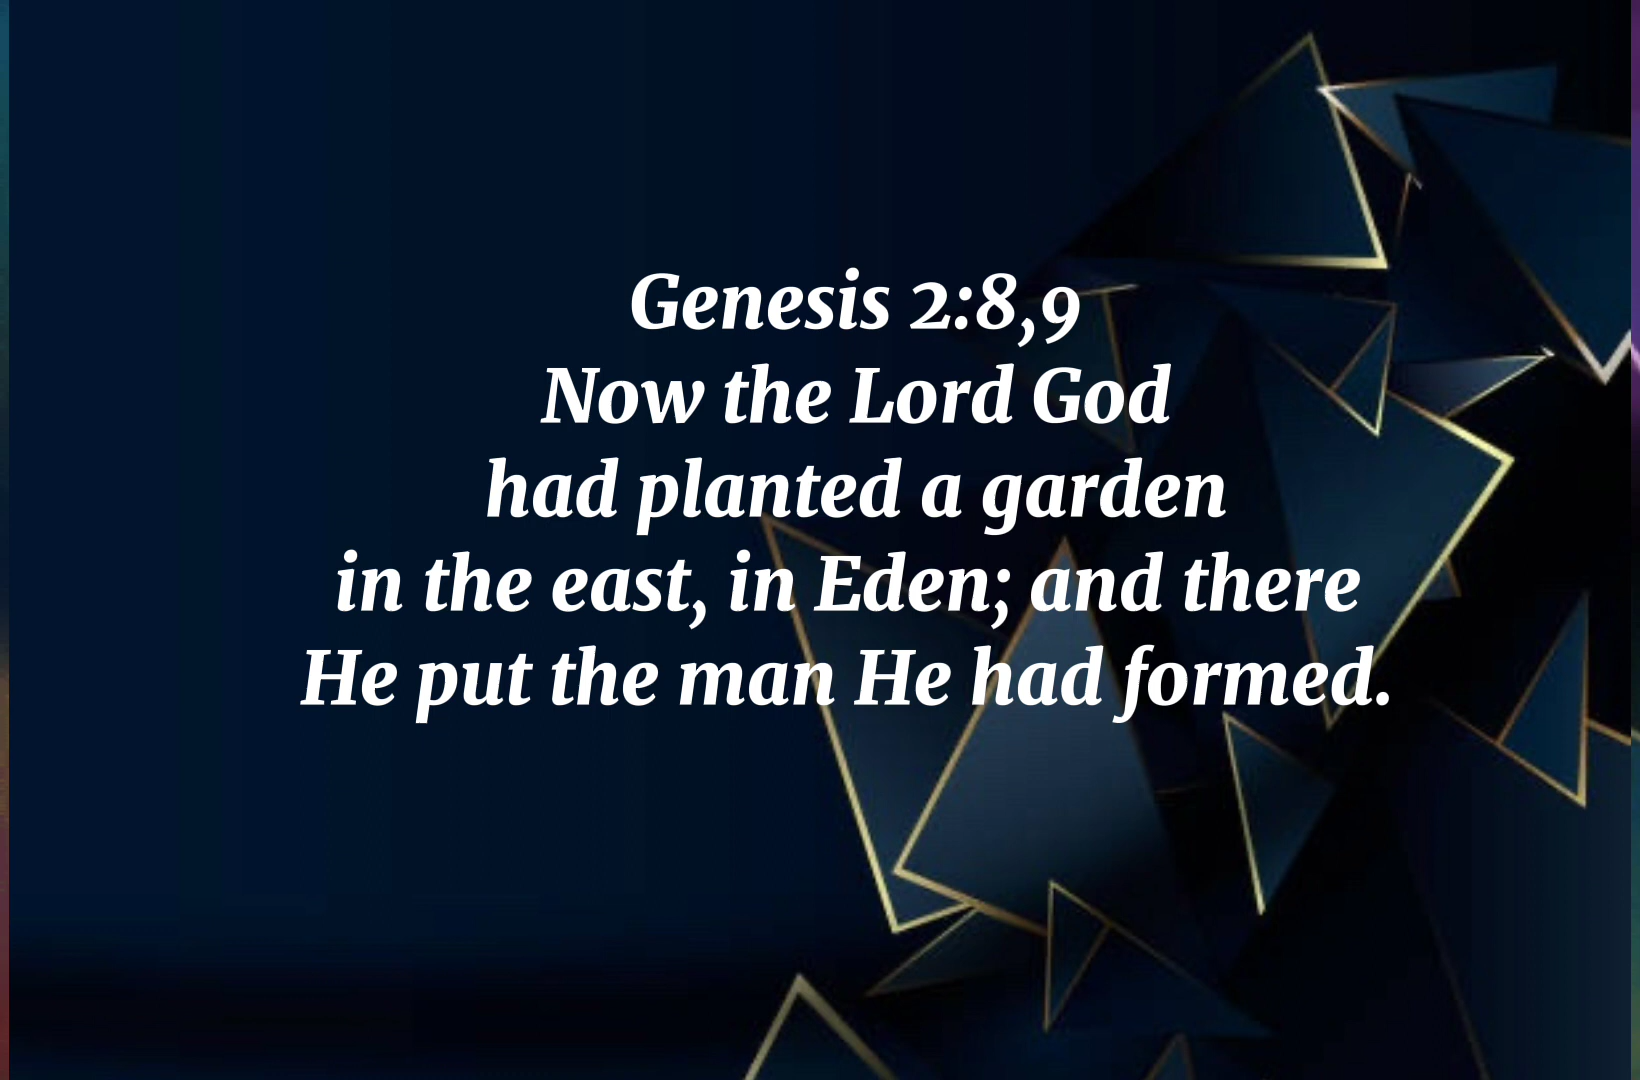 Genesis 2:8,9
Now the Lord God
had planted a garden
in the east, in Eden; and there
He put the man He had formed.